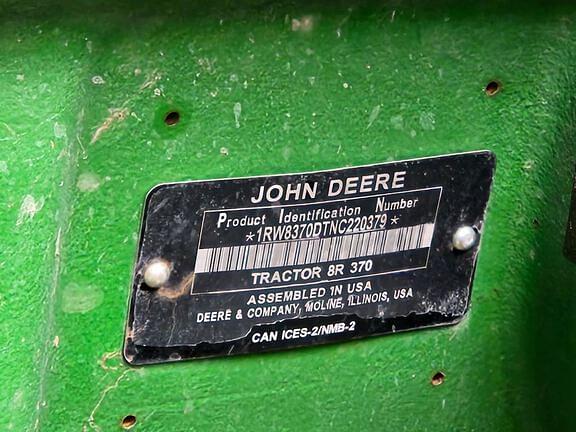 JOHN DEERE
Product Identification Number
*1RW8370DTNC220379*
TRACTOR 8R 370
ASSEMBLED IN USA
DEERE & COMPANY, MOLINE, ILLINOIS, USA
CAN ICES-2/NMB-2